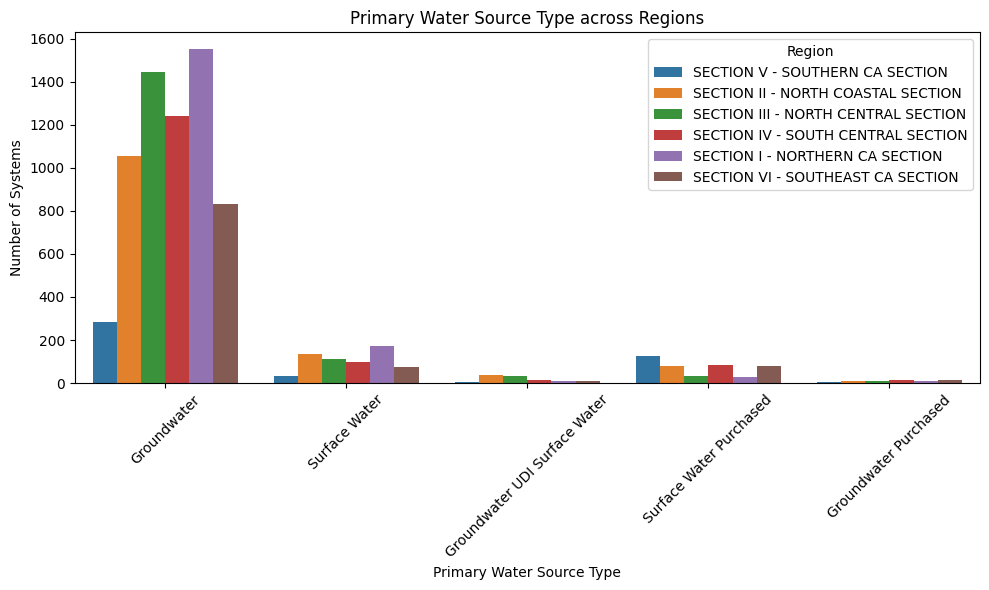 Primary Water Source Type across Regions
Region
SECTION V - SOUTHERN CA SECTION
SECTION II - NORTH COASTAL SECTION
SECTION III - NORTH CENTRAL SECTION
SECTION IV - SOUTH CENTRAL SECTION
SECTION I - NORTHERN CA SECTION
SECTION VI - SOUTHEAST CA SECTION
Number of Systems
1600
1400
1200
1000
800
600
400
200
0
Groundwater
Surface Water
Groundwater UDI Surface Water
Surface Water Purchased
Groundwater Purchased
Primary Water Source Type